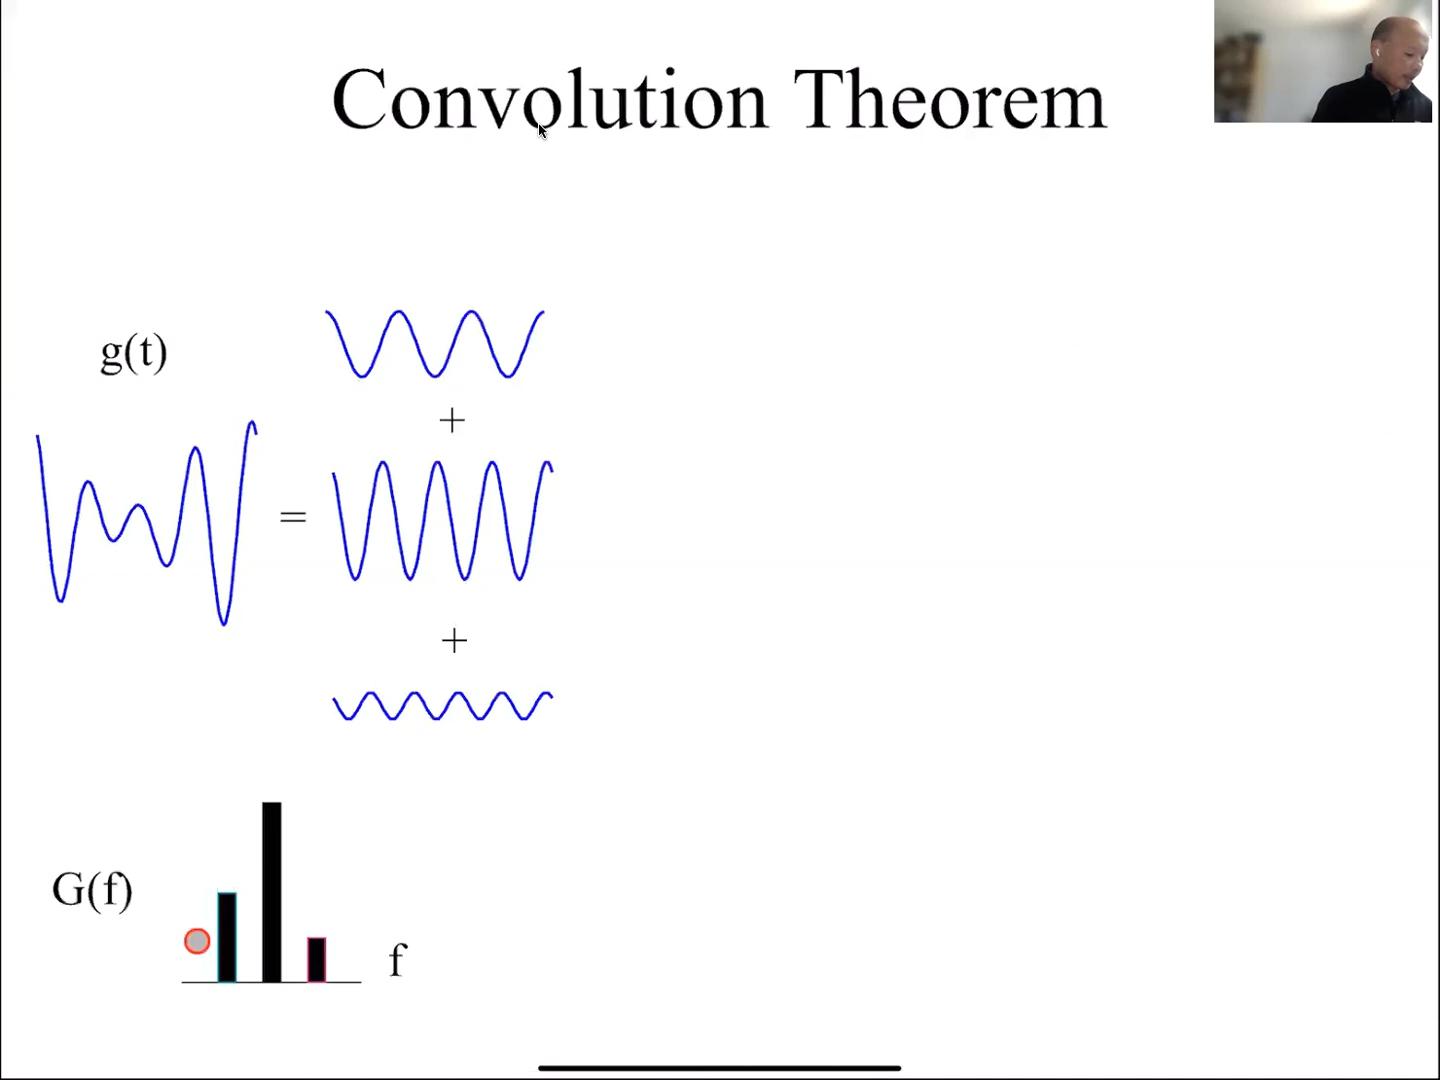 Convolution Theorem
g(t)
+
=
+
G(f)
f